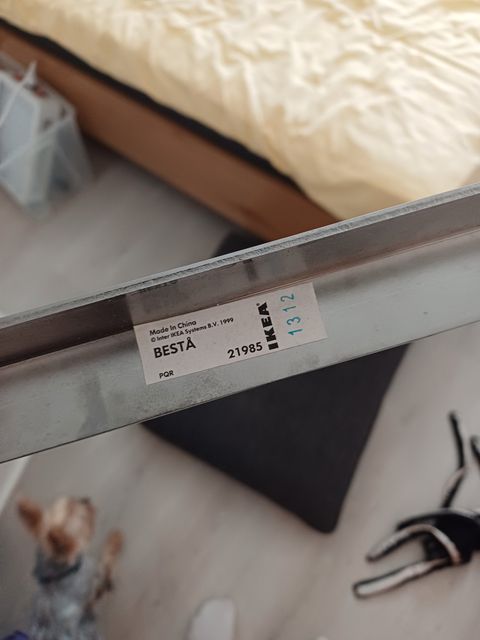 Made in China
© Inter IKEA Systems B.V. 1999
BESTÅ
21985
PQR
IKEA
1312